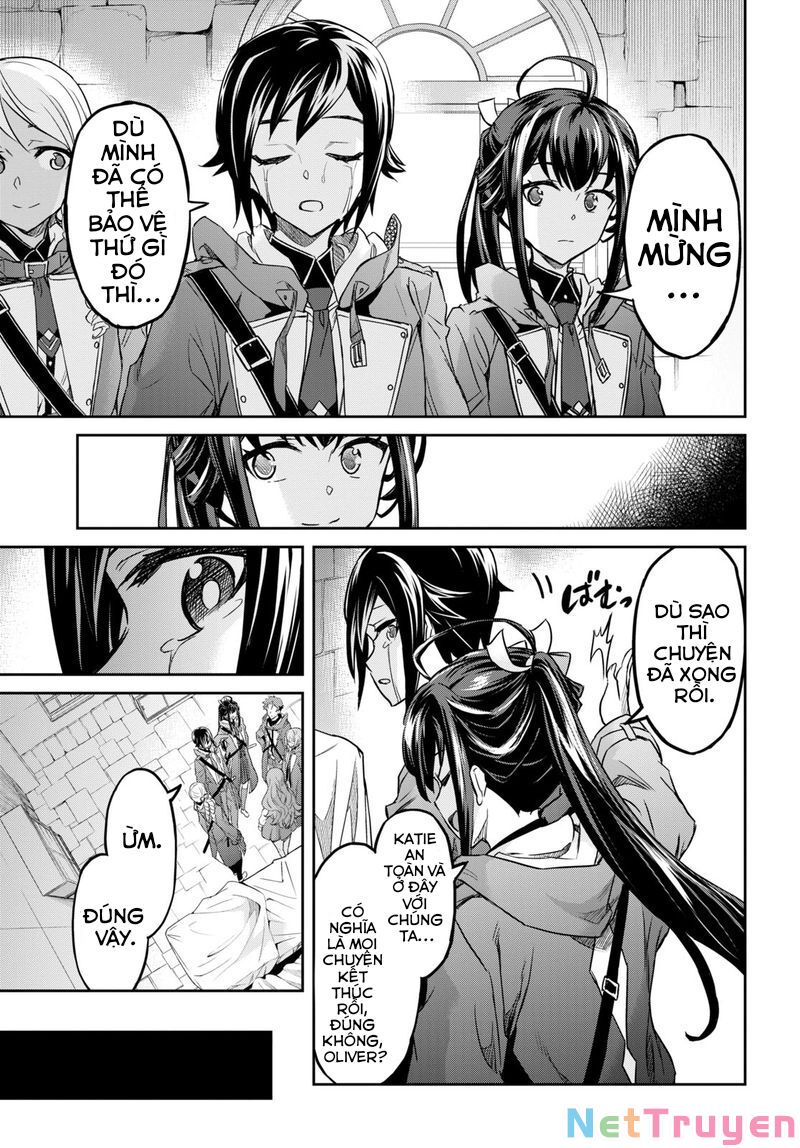 MÌNH
MỪNG
...
DÙ
MÌNH
ĐÃ CÓ
THỂ
BẢO VỆ
THỨ GÌ
ĐÓ
THÌ...
ばむっ
DÙ SAO
THÌ
CHUYỆN
ĐÃ XONG
RỒI.
KATIE
AN
TOÀN VÀ
Ở ĐÂY
VỚI
CHÚNG
TA...
CÓ
NGHĨA
LÀ MỌI
CHUYỆN
KẾT
THÚC RỒI,
ĐÚNG
KHÔNG,
OLIVER?
ỪM.
ĐÚNG
VẬY.
NetTruyen